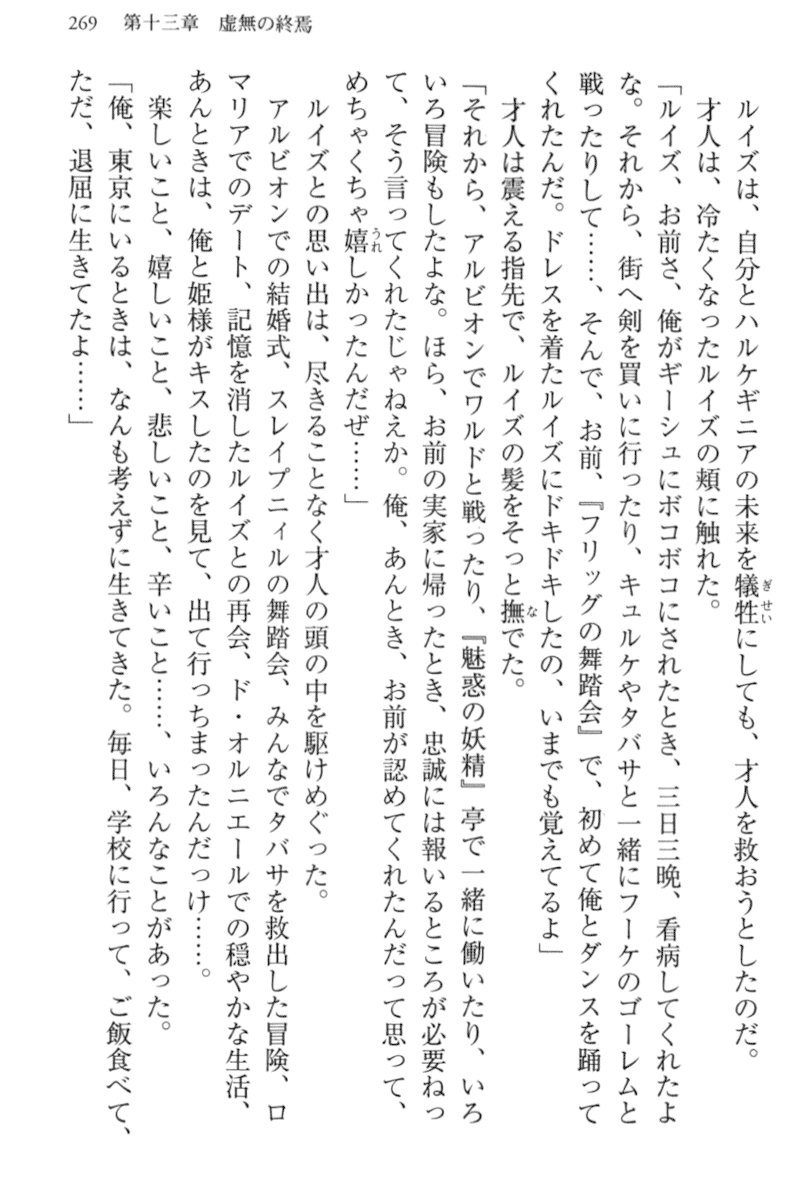 269　第十三章　虚無の終焉
　ルイズは、自分とハルケギニアの未来を犠牲にしても、才人を救おうとしたのだ。
　才人は、冷たくなったルイズの頬に触れた。
「ルイズ、お前さ、俺がギーシュにボコボコにされたとき、三日三晩、看病してくれたよ
な。それから、街へ剣を買いに行ったり、キュルケやタバサと一緒にフーケのゴーレムと
戦ったりして……、そんで、お前、『フリッグの舞踏会』で、初めて俺とダンスを踊って
くれたんだ。ドレスを着たルイズにドキドキしたの、いまでも覚えてるよ」
　才人は震える指先で、ルイズの髪をそっと撫でた。
「それから、アルビオンでワルドと戦ったり、『魅惑の妖精』亭で一緒に働いたり、いろ
いろ冒険もしたよな。ほら、お前の実家に帰ったとき、忠誠には報いるところが必要ねっ
て、そう言ってくれたじゃねえか。俺、あんとき、お前が認めてくれたんだって思って、
めちゃくちゃ嬉しかったんだぜ……」
　ルイズとの思い出は、尽きることなく才人の頭の中を駆けめぐった。
　アルビオンでの結婚式、スレイプニィルの舞踏会、みんなでタバサを救出した冒険、ロ
マリアでのデート、記憶を消したルイズとの再会、ド・オルニエールでの穏やかな生活、
あんときは、俺と姫様がキスしたのを見て、出て行っちまったんだっけ……。
　楽しいこと、嬉しいこと、悲しいこと、辛いこと……、いろんなことがあった。
「俺、東京にいるときは、なんも考えずに生きてきた。毎日、学校に行って、ご飯食べて、
ただ、退屈に生きてたよ……」
ぎせい
な
うれ